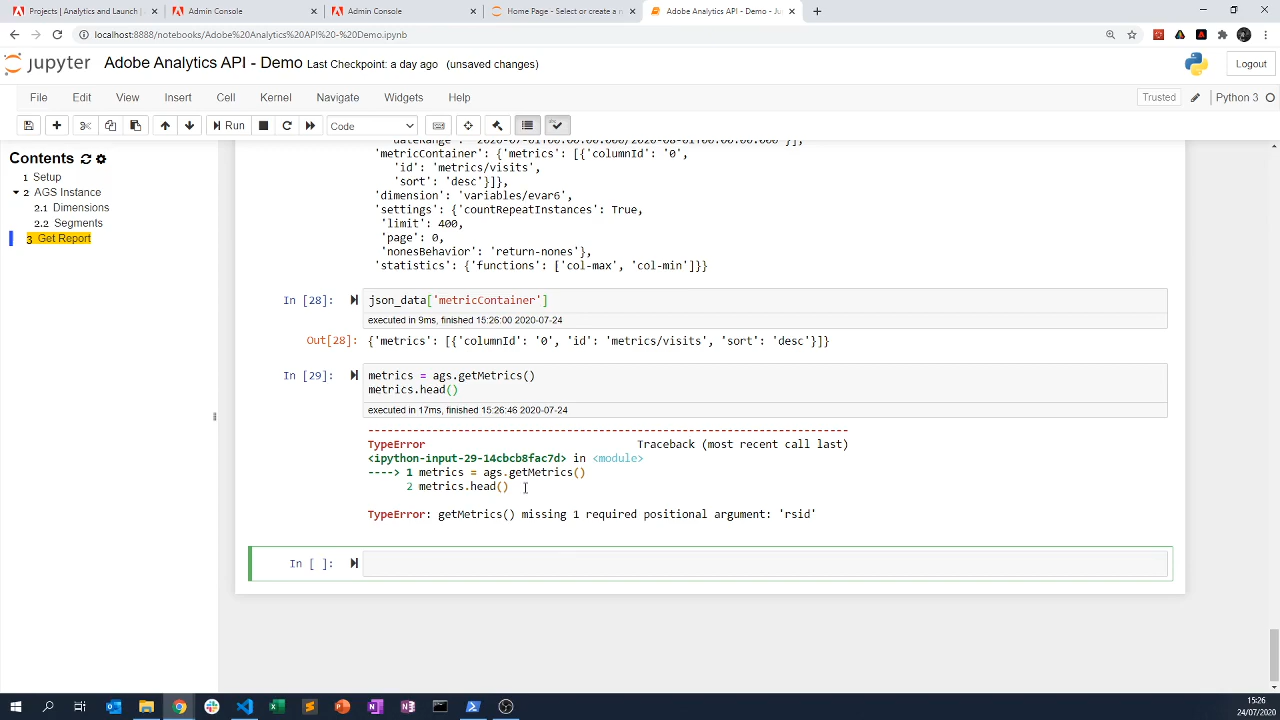 Projects | Analytics and Launch |
Admin Console
Admin Console
Home Page - Select or create a n
Adobe Analytics API - Demo - Ju
localhost:8888/notebooks/Adobe%20Analytics%20API%20-%20Demo.ipynb
jupyter Adobe Analytics API - Demo Last Checkpoint: a day ago (unsaved changes)
Logout
File Edit View Insert Cell Kernel Navigate Widgets Help
Trusted
Python 3
Run
Code
Contents
1 Setup
2 AGS Instance
2.1 Dimensions
2.2 Segments
3 Get Report
'metricContainer': {'metrics': [{'columnId': '0',
'id': 'metrics/visits',
'sort': 'desc'}]},
'dimension': 'variables/evar6',
'settings': {'countRepeatInstances': True,
'limit': 400,
'page': 0,
'nonesBehavior': 'return-nones'},
'statistics': {'functions': ['col-max', 'col-min']}}
In [28]: json_data['metricContainer']
executed in 9ms, finished 15:26:00 2020-07-24
Out[28]: {'metrics': [{'columnId': '0', 'id': 'metrics/visits', 'sort': 'desc'}]}
In [29]: metrics = ags.getMetrics()
metrics.head()
executed in 17ms, finished 15:26:46 2020-07-24
---------------------------------------------------------------------------
TypeError Traceback (most recent call last)
<ipython-input-29-14cbcb8fac7d> in <module>
----> 1 metrics = ags.getMetrics()
2 metrics.head()
TypeError: getMetrics() missing 1 required positional argument: 'rsid'
In [ ]:
15:26
24/07/2020